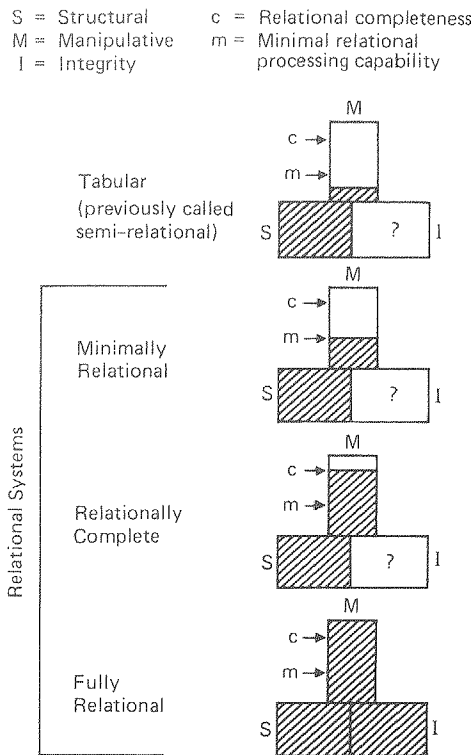 S = Structural c = Relational completeness
M = Manipulative m = Minimal relational
I = Integrity processing capability
M
c
m
Tabular
(previously called
semi-relational)
S ? I
M
c
m
Minimally
Relational
S ? I
M
c
m
Relationally
Complete
S ? I
M
c
m
Fully
Relational
S I
Relational Systems